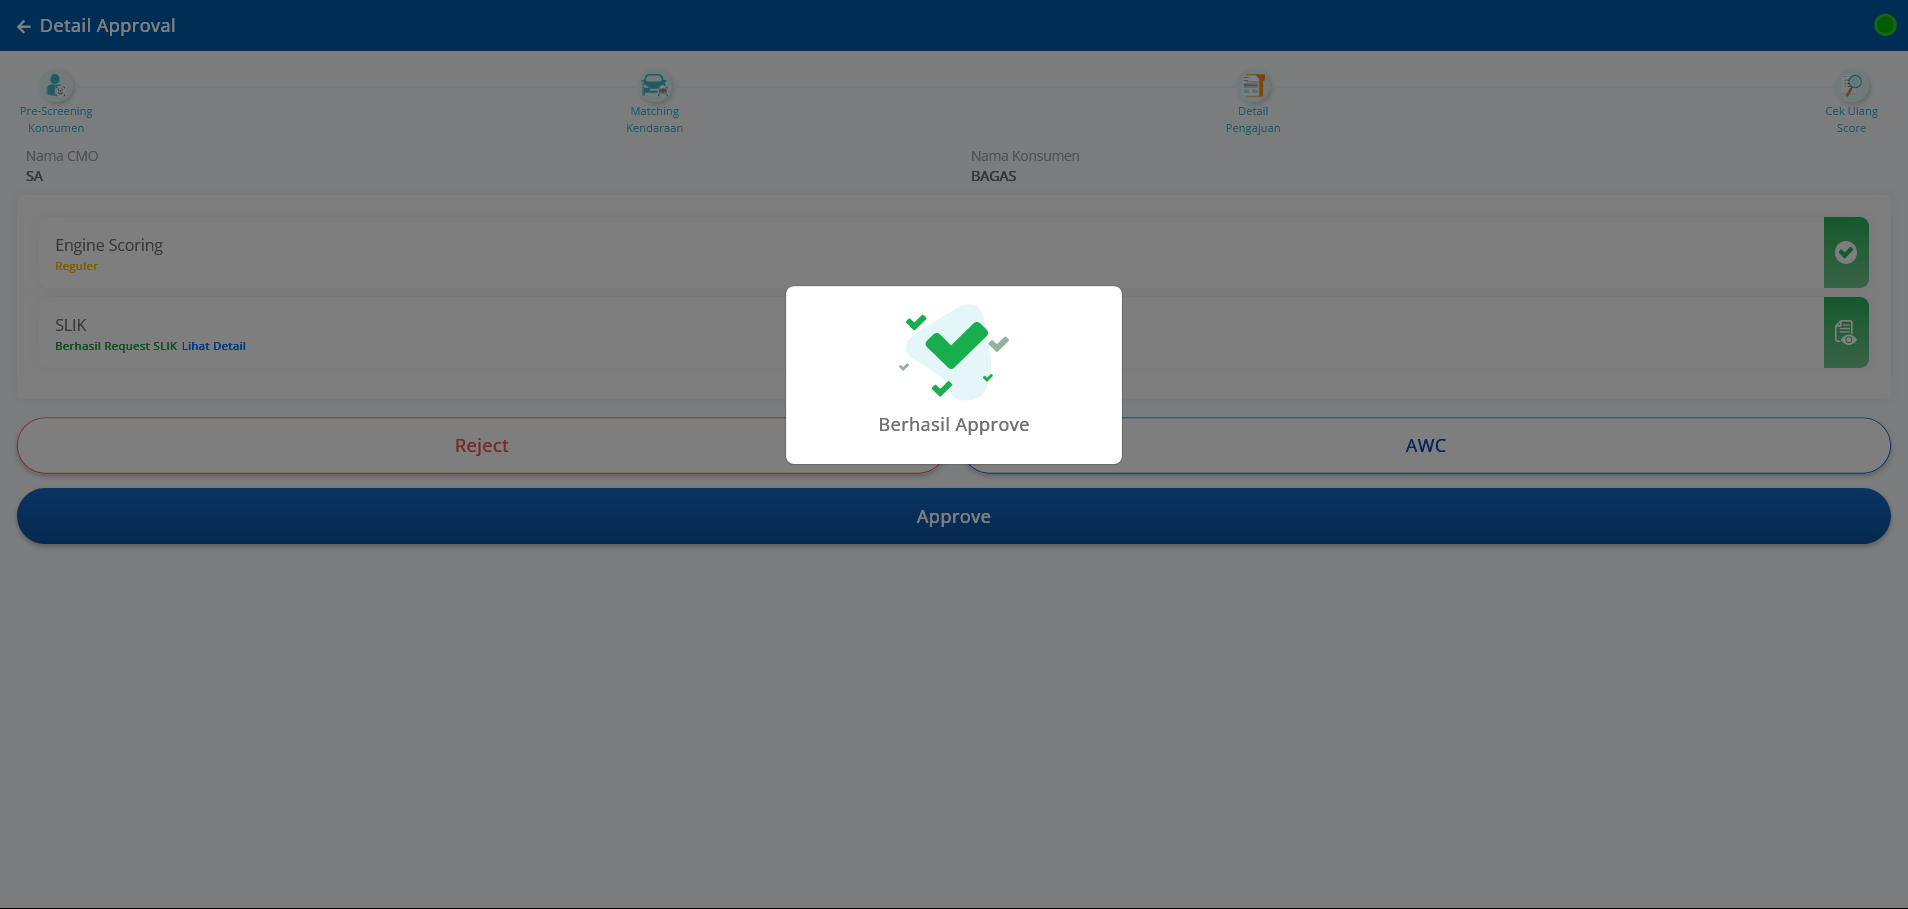 Detail Approval
Pre-Screening
Konsumen
Matching
Kendaraan
Detail
Pengajuan
Cek Ulang
Score
Nama CMO
SA
Nama Konsumen
BAGAS
Engine Scoring
Reguler
SLIK
Berhasil Request SLIK Lihat Detail
Berhasil Approve
Reject
AWC
Approve